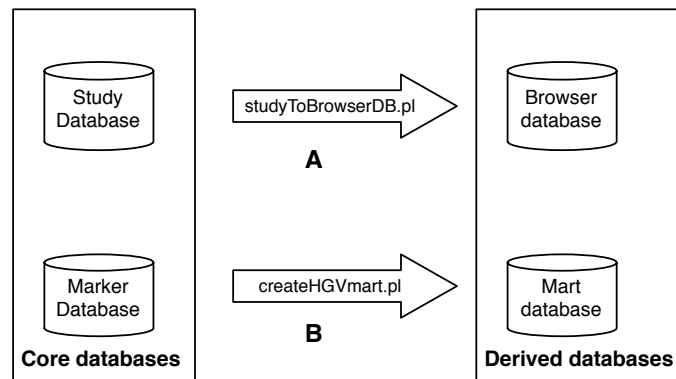 Study
Database
studyToBrowserDB.pl
A
Browser
database
Marker
Database
createHGVmart.pl
B
Mart
database
Core databases
Derived databases